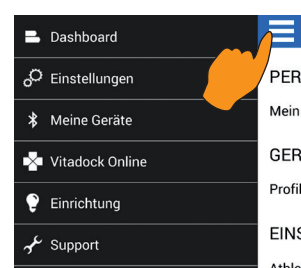 Dashboard
Einstellungen
Meine Geräte
Vitadock Online
Einrichtung
Support
PER
Mein
GER
Profil
EINS